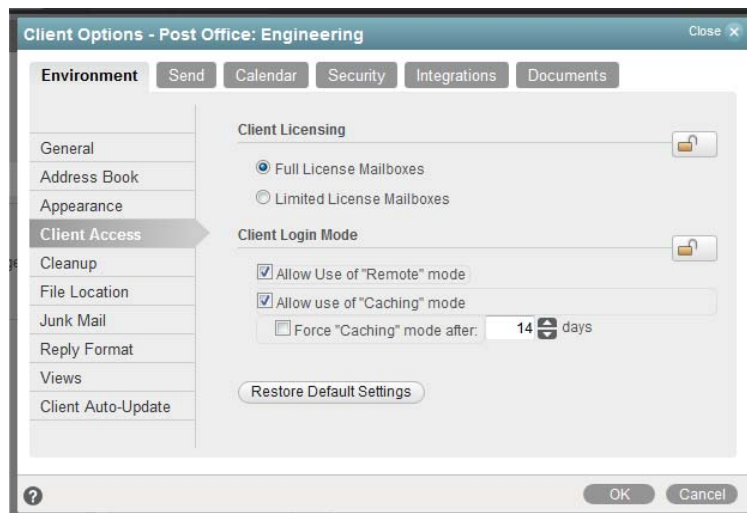 Client Options - Post Office: Engineering
Close
Environment
Send
Calendar
Security
Integrations
Documents
General
Address Book
Appearance
Client Access
Cleanup
File Location
Junk Mail
Reply Format
Views
Client Auto-Update
Client Licensing
Full License Mailboxes
Limited License Mailboxes
Client Login Mode
Allow Use of "Remote" mode
Allow use of "Caching" mode
Force "Caching" mode after: 14 days
Restore Default Settings
?
OK
Cancel